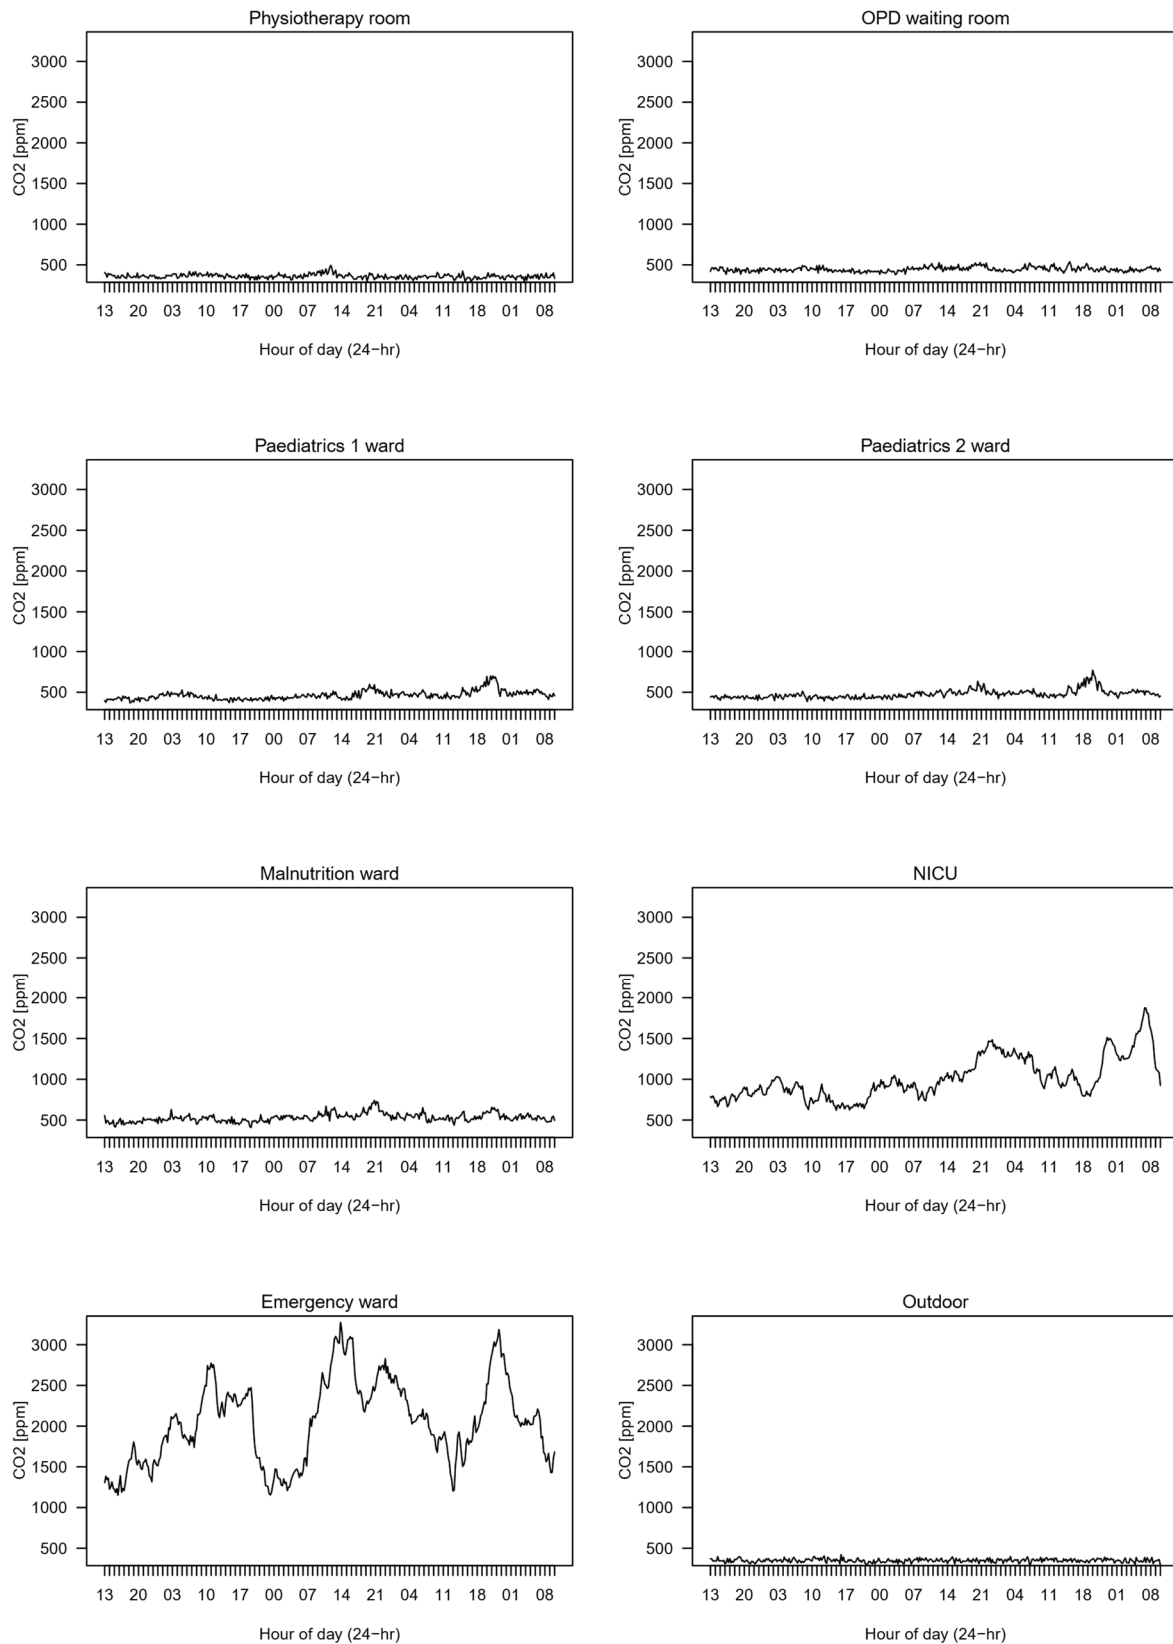 Physiotherapy room
CO2 [ppm]
3000
2500
2000
1500
1000
500
13 20 03 10 17 00 07 14 21 04 11 18 01 08
Hour of day (24−hr)
OPD waiting room
CO2 [ppm]
3000
2500
2000
1500
1000
500
13 20 03 10 17 00 07 14 21 04 11 18 01 08
Hour of day (24−hr)
Paediatrics 1 ward
CO2 [ppm]
3000
2500
2000
1500
1000
500
13 20 03 10 17 00 07 14 21 04 11 18 01 08
Hour of day (24−hr)
Paediatrics 2 ward
CO2 [ppm]
3000
2500
2000
1500
1000
500
13 20 03 10 17 00 07 14 21 04 11 18 01 08
Hour of day (24−hr)
Malnutrition ward
CO2 [ppm]
3000
2500
2000
1500
1000
500
13 20 03 10 17 00 07 14 21 04 11 18 01 08
Hour of day (24−hr)
NICU
CO2 [ppm]
3000
2500
2000
1500
1000
500
13 20 03 10 17 00 07 14 21 04 11 18 01 08
Hour of day (24−hr)
Emergency ward
CO2 [ppm]
3000
2500
2000
1500
1000
500
13 20 03 10 17 00 07 14 21 04 11 18 01 08
Hour of day (24−hr)
Outdoor
CO2 [ppm]
3000
2500
2000
1500
1000
500
13 20 03 10 17 00 07 14 21 04 11 18 01 08
Hour of day (24−hr)